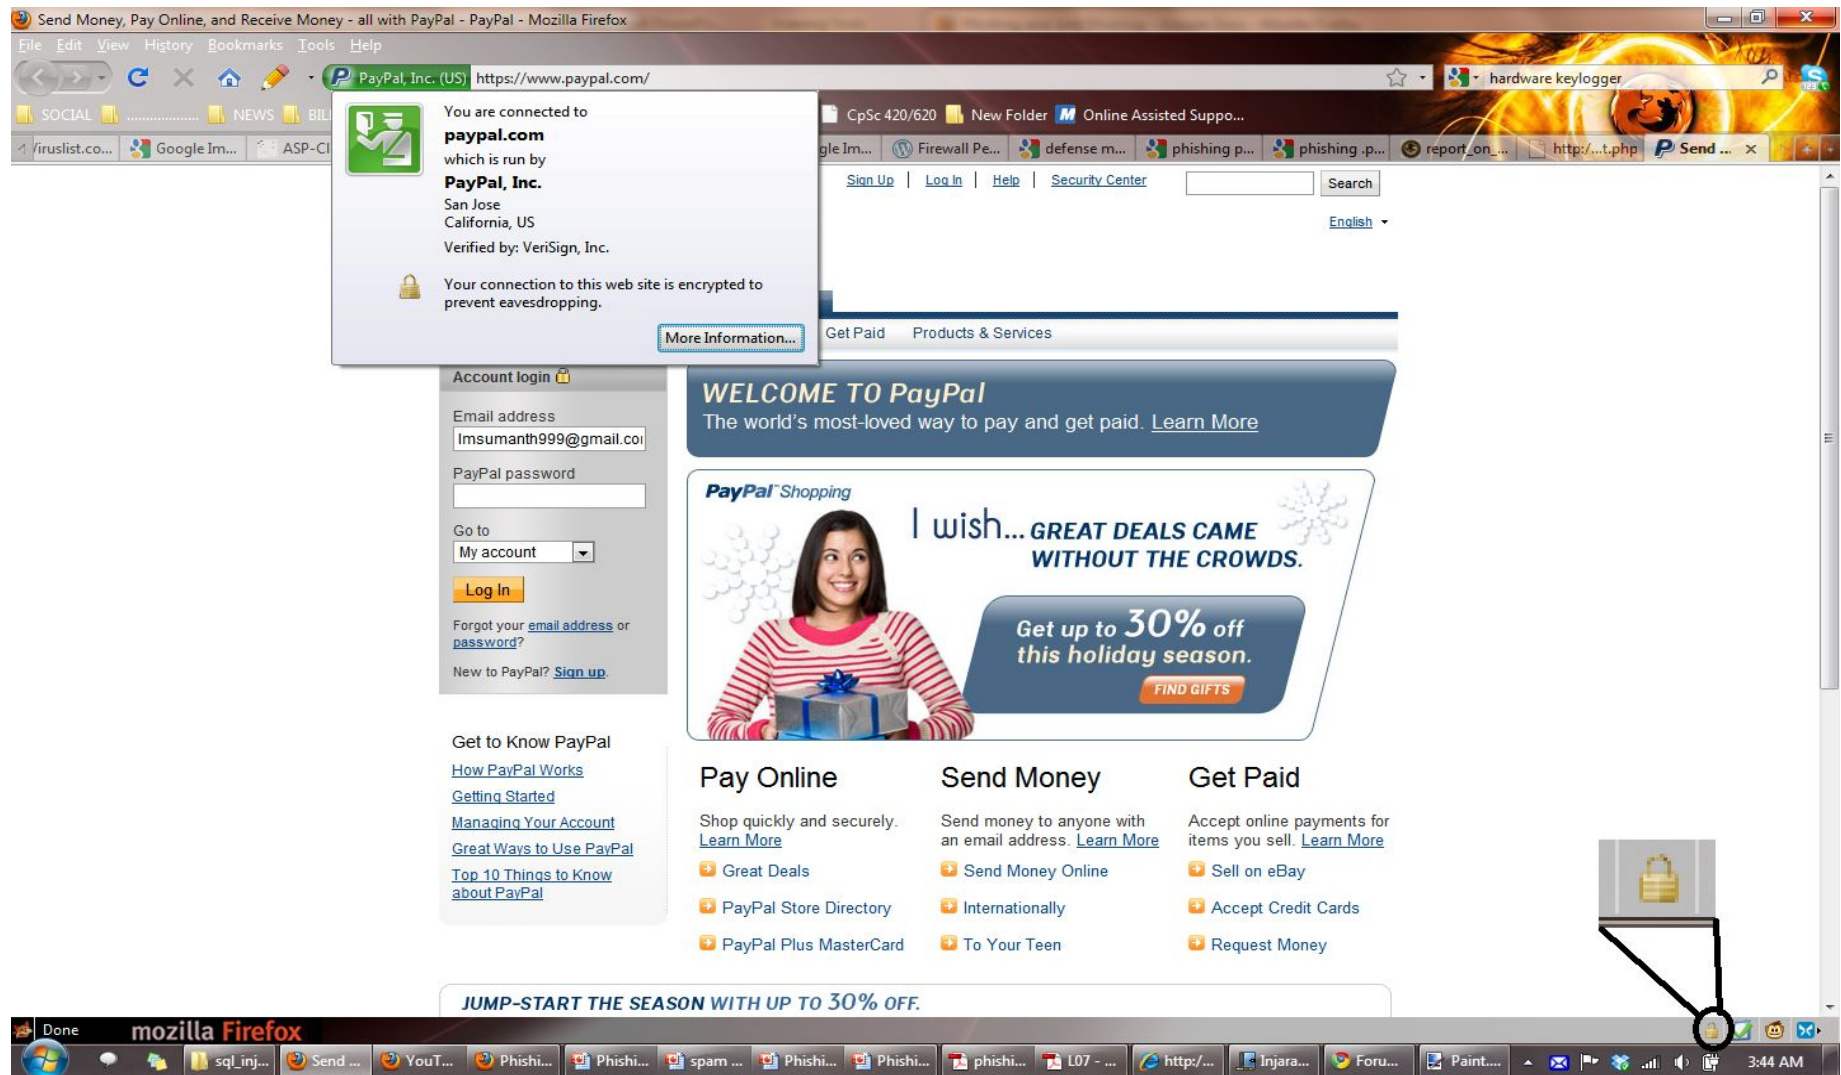 Send Money, Pay Online, and Receive Money - all with PayPal - PayPal - Mozilla Firefox
File Edit View History Bookmarks Tools Help
PayPal, Inc. (US) https://www.paypal.com/
hardware keylogger
SOCIAL ................. NEWS BIL
CpSc 420/620 New Folder Online Assisted Suppo...
Viruslist.co... Google Im... ASP-Cl
gle Im... Firewall Pe... defense m... phishing p... phishing .p... report_on_... http:/...t.php Send ...
You are connected to
paypal.com
which is run by
PayPal, Inc.
San Jose
California, US
Verified by: VeriSign, Inc.
Your connection to this web site is encrypted to
prevent eavesdropping.
More Information...
Sign Up | Log In | Help | Security Center
Search
English
Get Paid Products & Services
Account login
Email address
Imsumanth999@gmail.co
PayPal password
Go to
My account
Log In
Forgot your email address or
password?
New to PayPal? Sign up.
WELCOME TO PayPal
The world's most-loved way to pay and get paid. Learn More
PayPal Shopping
I wish... GREAT DEALS CAME
WITHOUT THE CROWDS.
Get up to 30% off
this holiday season.
FIND GIFTS
Get to Know PayPal
How PayPal Works
Getting Started
Managing Your Account
Great Ways to Use PayPal
Top 10 Things to Know
about PayPal
Pay Online
Shop quickly and securely.
Learn More
Great Deals
PayPal Store Directory
PayPal Plus MasterCard
Send Money
Send money to anyone with
an email address. Learn More
Send Money Online
Internationally
To Your Teen
Get Paid
Accept online payments for
items you sell. Learn More
Sell on eBay
Accept Credit Cards
Request Money
JUMP-START THE SEASON WITH UP TO 30% OFF.
Done mozilla Firefox
sql_inj... Send ... YouT... Phishi... Phishi... spam ... Phishi... Phishi... phishi... L07 - ... http:/... Injara... Foru... Paint.... 3:44 AM